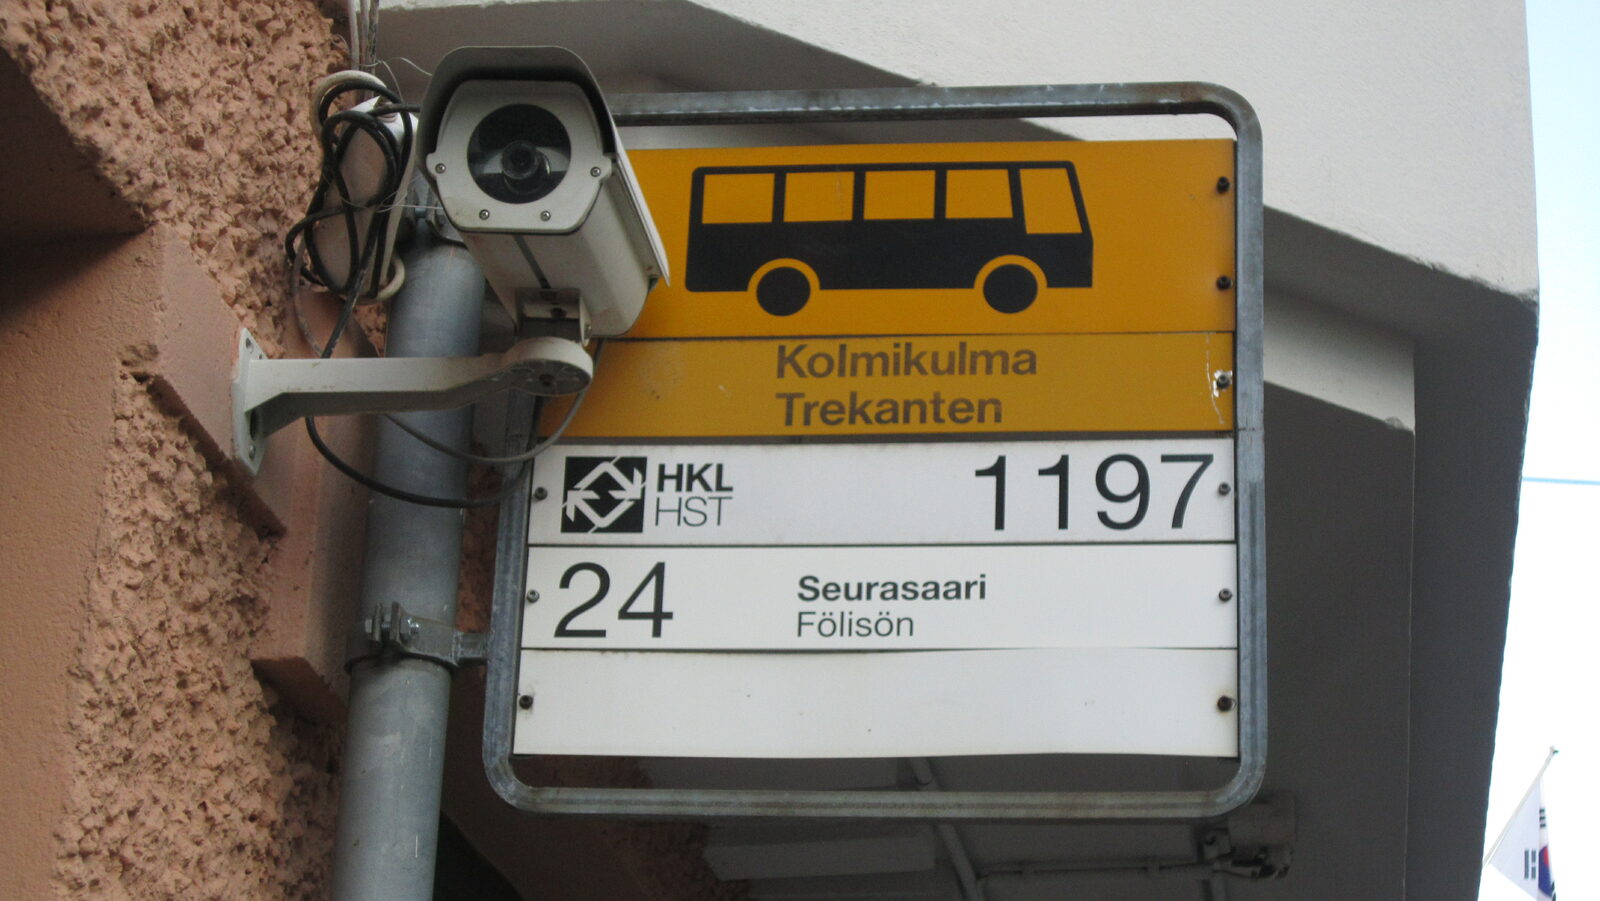 Kolmikulma
Trekanten
HKL
HST
1197
24
Seurasaari
Fölisön